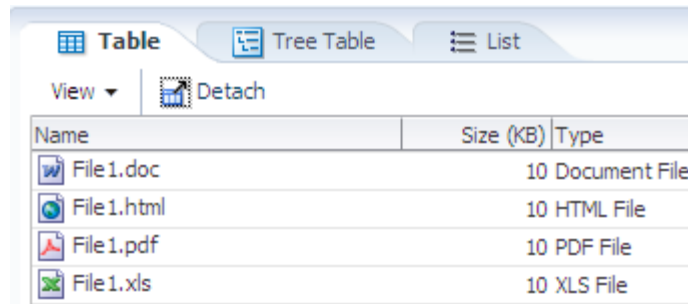 Table Tree Table List
View Detach
Name Size (KB) Type
File1.doc 10 Document File
File1.html 10 HTML File
File1.pdf 10 PDF File
File1.xls 10 XLS File